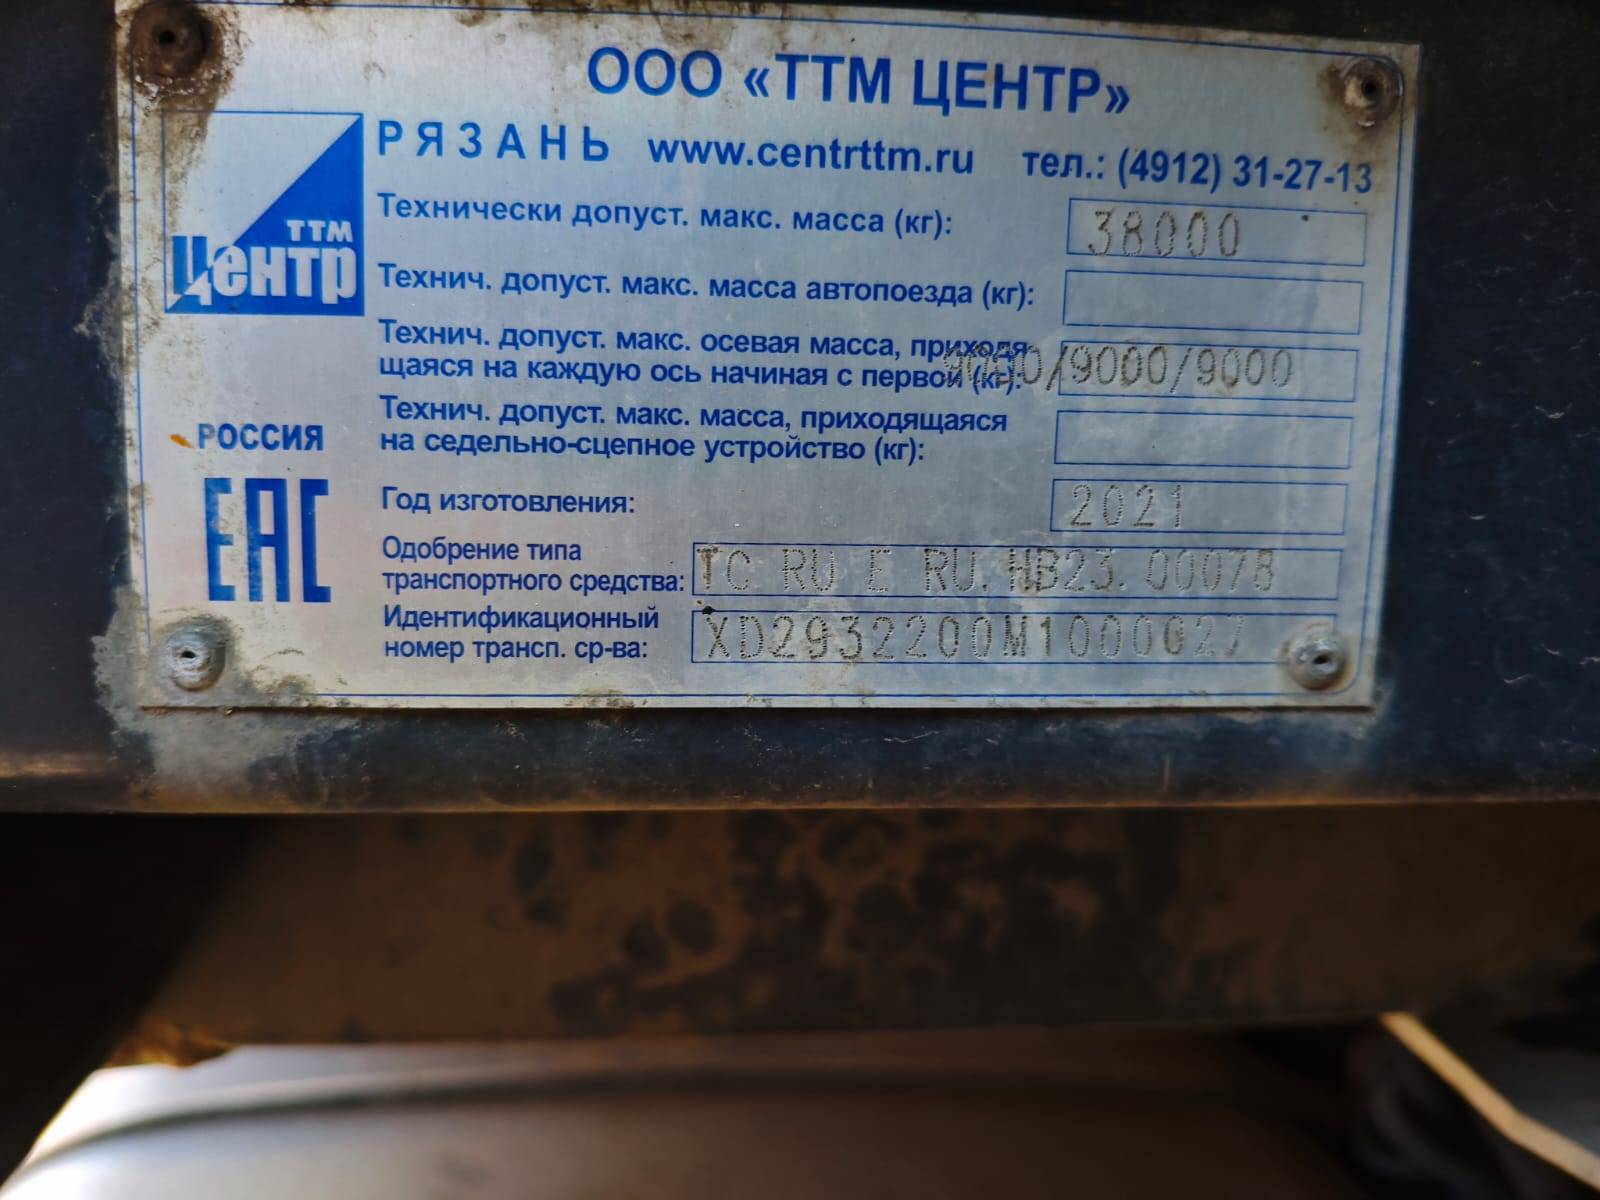 ООО «ТТМ ЦЕНТР»
РЯЗАНЬ www.centrttm.ru тел.: (4912) 31-27-13
ТТМ
Центр
Технически допуст. макс. масса (кг): 38000
Технич. допуст. макс. масса автопоезда (кг):
Технич. допуст. макс. осевая масса, приходя-
щаяся на каждую ось начиная с первой (кг): 9000/9000/9000
Технич. допуст. макс. масса, приходящаяся
на седельно-сцепное устройство (кг):
РОССИЯ
ЕАС
Год изготовления: 2021
Одобрение типа
транспортного средства: ТС RU E RU.НВ23.00078
Идентификационный
номер трансп. ср-ва: XD2932200M1000027